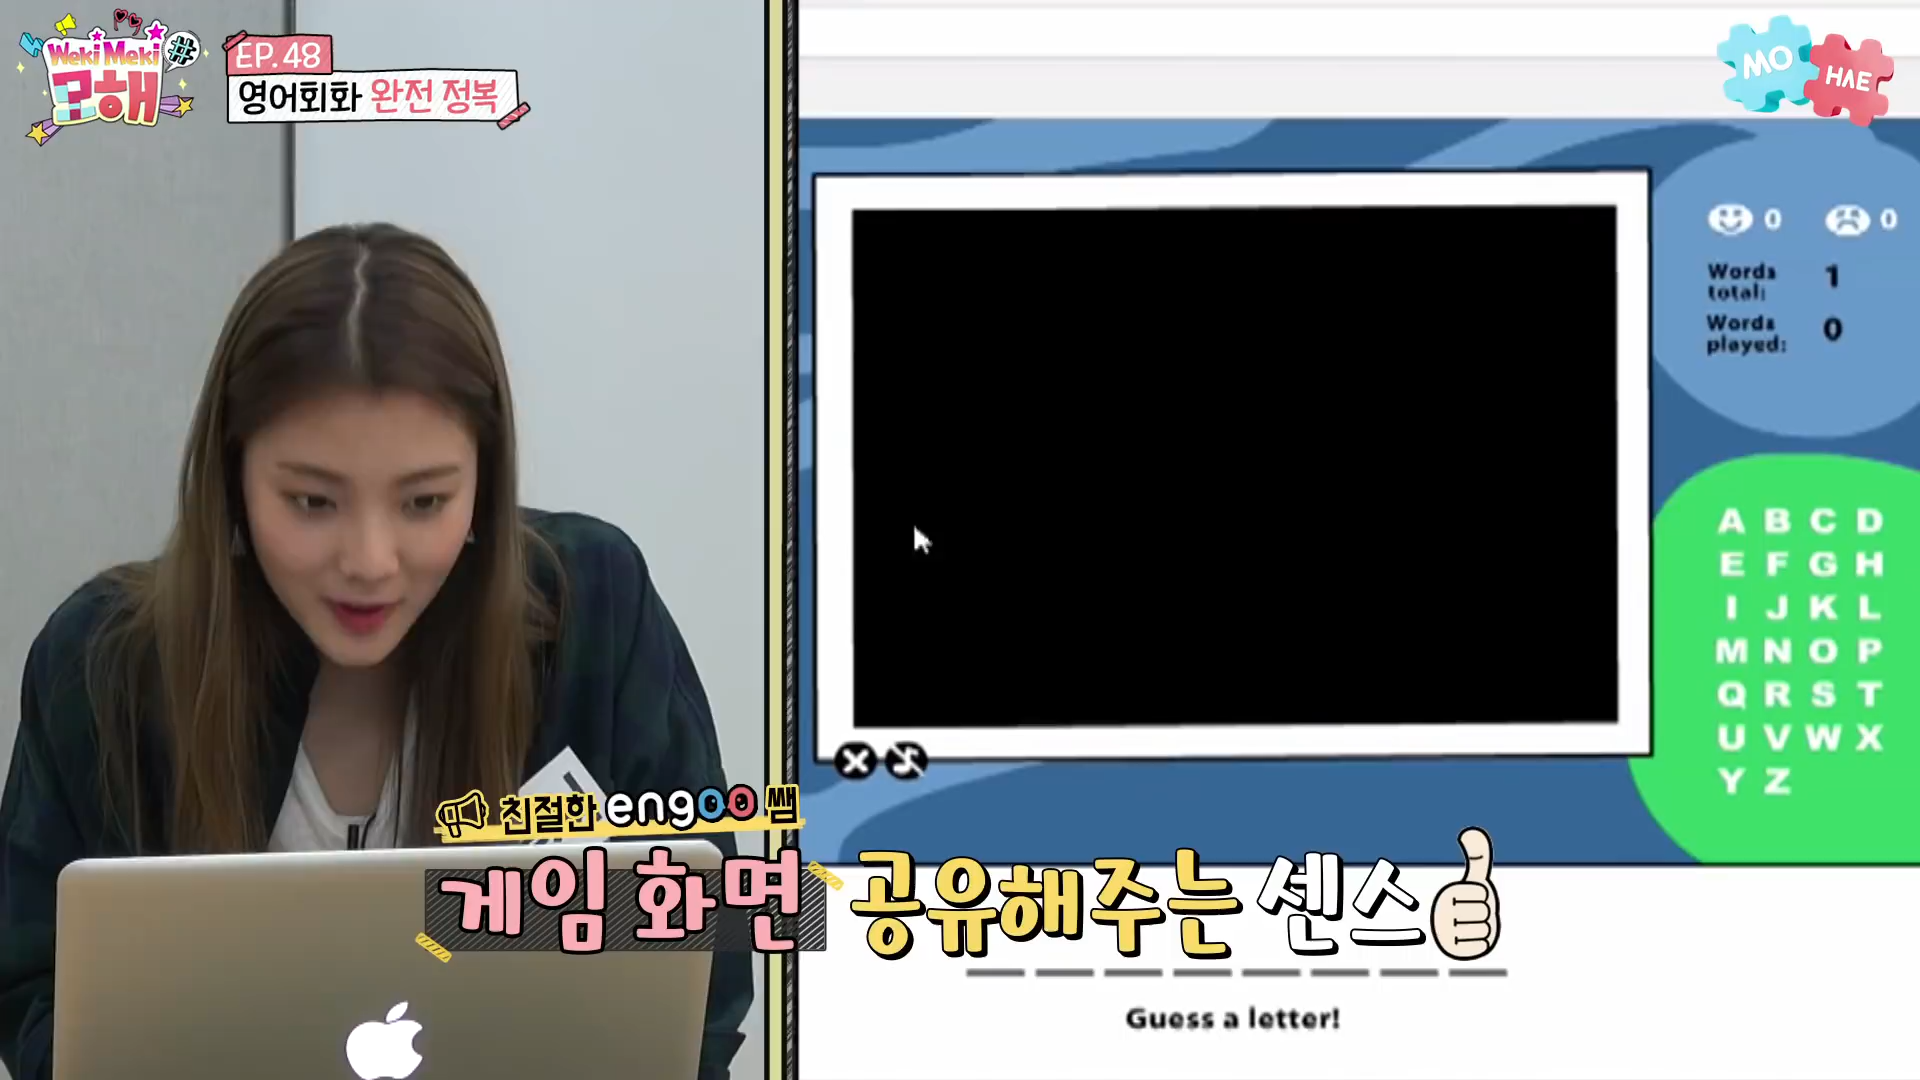 Weki Meki #
모해
EP. 48
영어회화 완전 정복
MO
HAE
0 0
Words total: 1
Words played: 0
A B C D
E F G H
I J K L
M N O P
Q R S T
U V W X
Y Z
친절한 engoo 쌤
게임 화면 공유해주는 센스
Guess a letter!